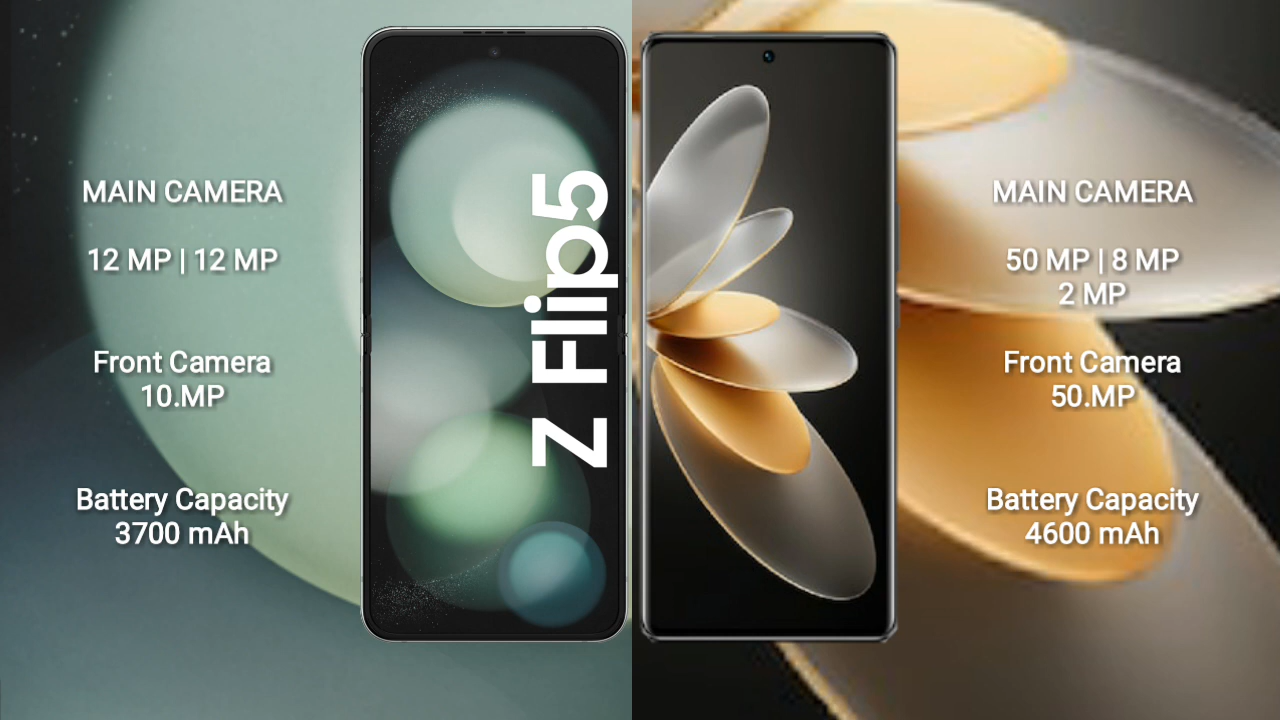 MAIN CAMERA
12 MP | 12 MP
Front Camera
10.MP
Battery Capacity
3700 mAh
Z Flip5
MAIN CAMERA
50 MP | 8 MP
2 MP
Front Camera
50.MP
Battery Capacity
4600 mAh